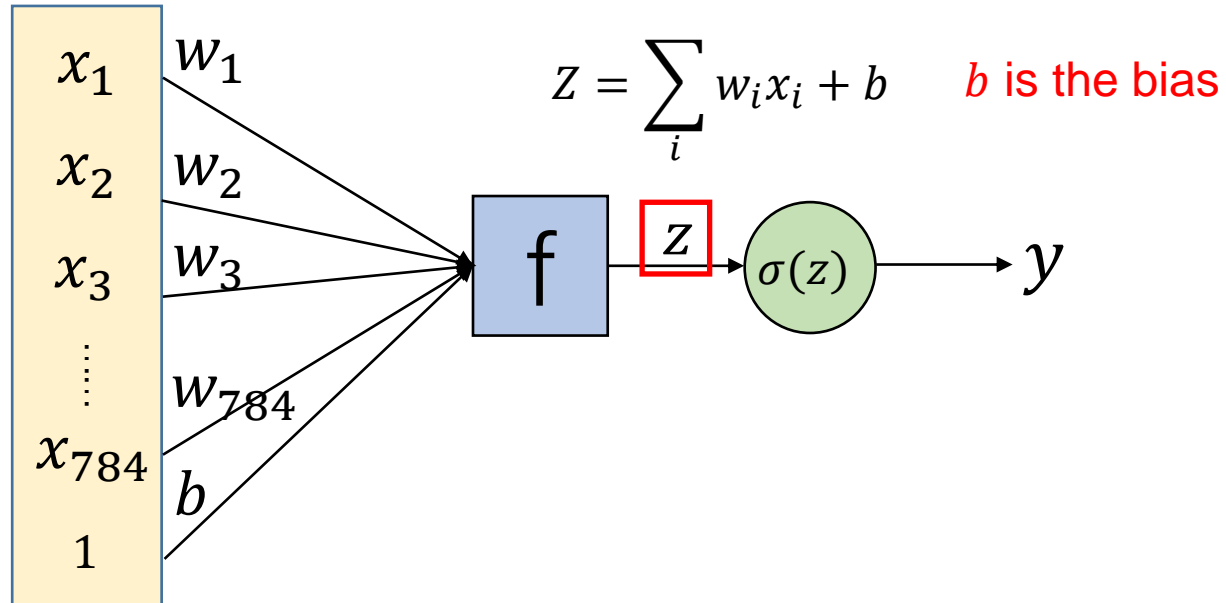 x₁ w₁
Z = ∑ᵢ wᵢxᵢ + b b is the bias
x₂ w₂
x₃ w₃ f z σ(z) y
......
w₇₈₄
x₇₈₄
b
1